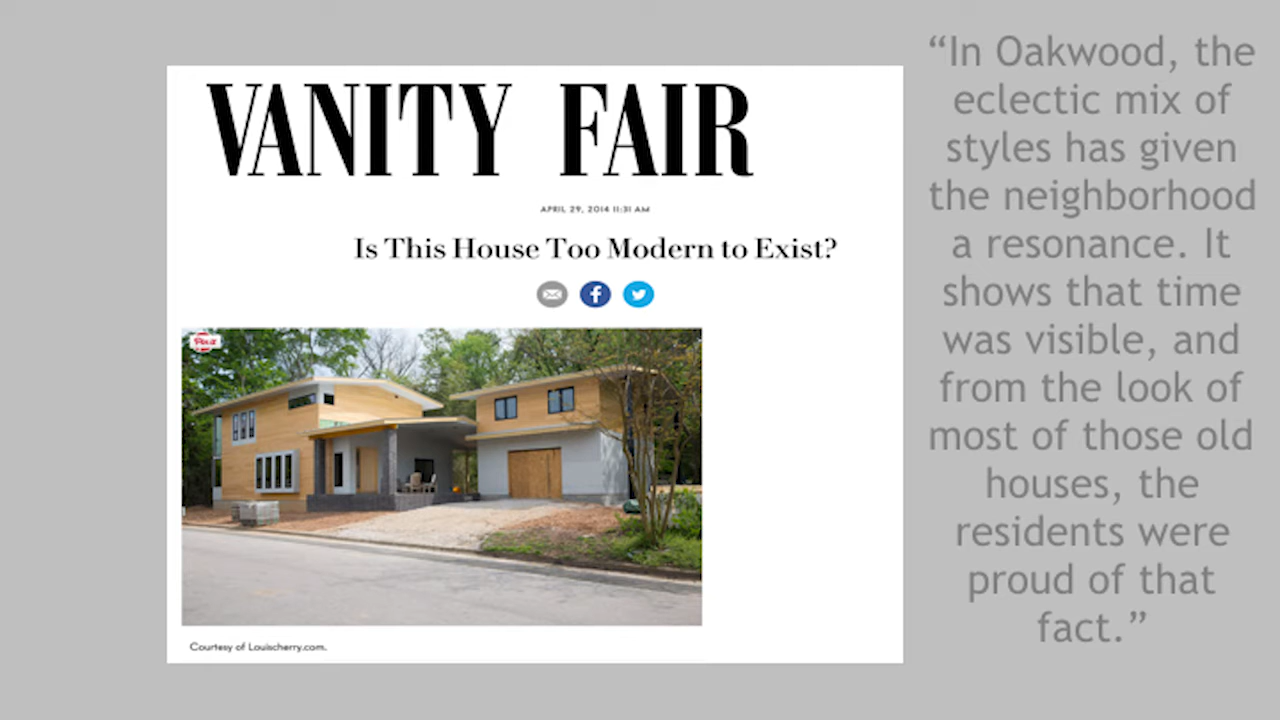 VANITY FAIR
APRIL 29, 2014 11:31 AM
Is This House Too Modern to Exist?
Pin it
Courtesy of Louischerry.com.
“In Oakwood, the
eclectic mix of
styles has given
the neighborhood
a resonance. It
shows that time
was visible, and
from the look of
most of those old
houses, the
residents were
proud of that
fact.”